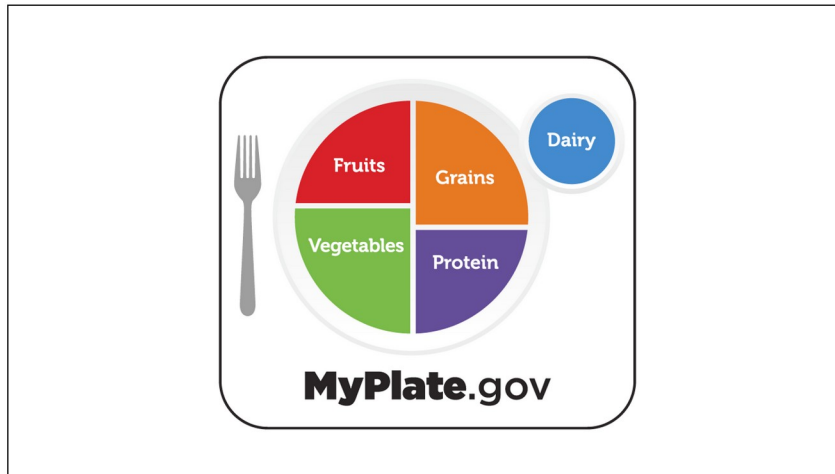 Fruits
Grains
Dairy
Vegetables
Protein
MyPlate.gov